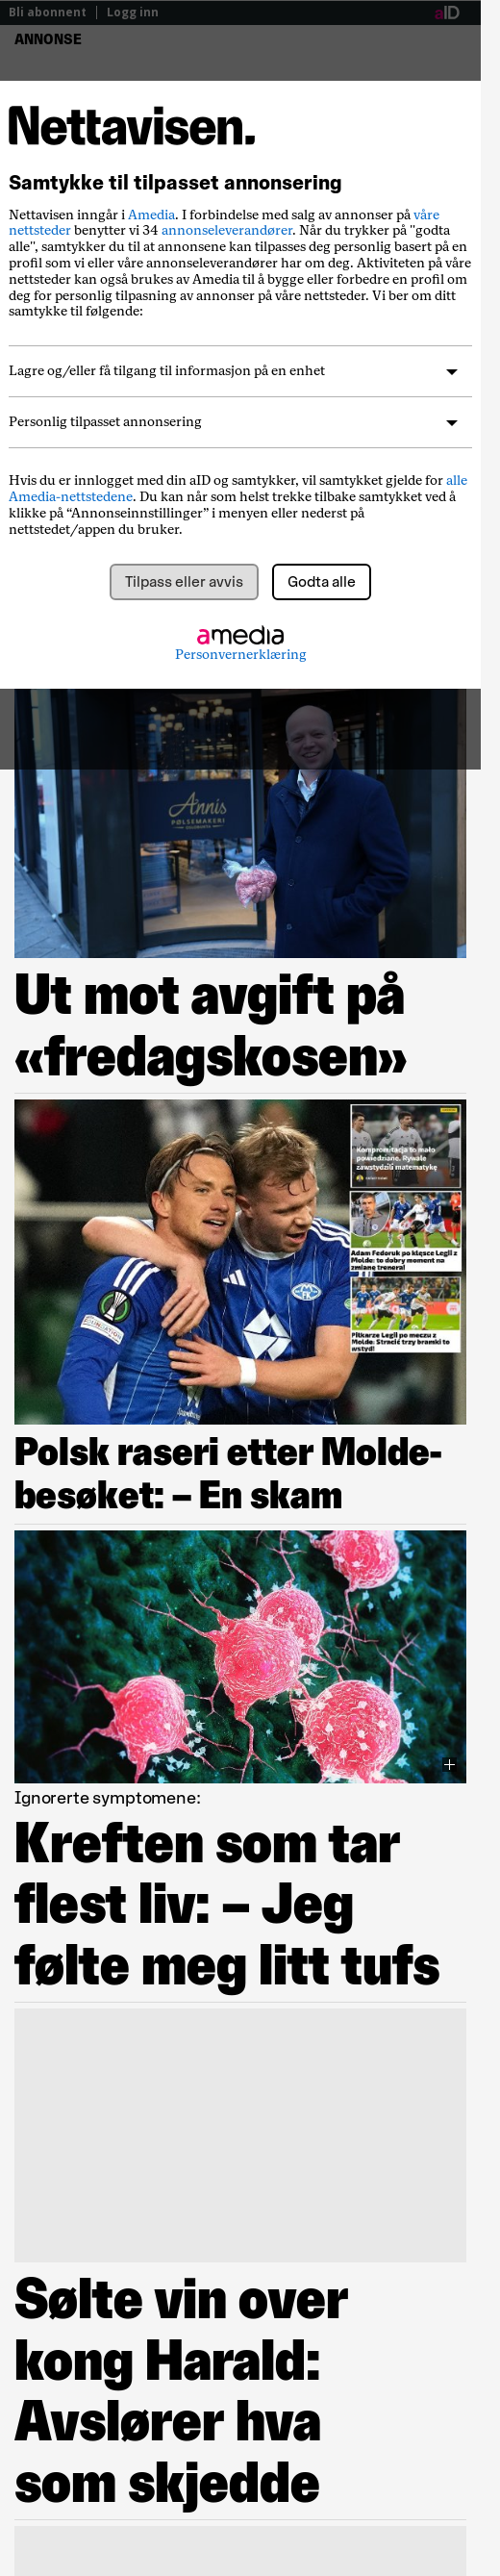 Bli abonnent | Logg inn
aID
ANNONSE
Nettavisen.
Samtykke til tilpasset annonsering
Nettavisen inngår i Amedia. I forbindelse med salg av annonser på våre
nettsteder benytter vi 34 annonseleverandører. Når du trykker på "godta
alle", samtykker du til at annonsene kan tilpasses deg personlig basert på en
profil som vi eller våre annonseleverandører har om deg. Aktiviteten på våre
nettsteder kan også brukes av Amedia til å bygge eller forbedre en profil om
deg for personlig tilpasning av annonser på våre nettsteder. Vi ber om ditt
samtykke til følgende:
Lagre og/eller få tilgang til informasjon på en enhet
Personlig tilpasset annonsering
Hvis du er innlogget med din aID og samtykker, vil samtykket gjelde for alle
Amedia-nettstedene. Du kan når som helst trekke tilbake samtykket ved å
klikke på “Annonseinnstillinger” i menyen eller nederst på
nettstedet/appen du bruker.
Tilpass eller avvis
Godta alle
amedia
Personvernerklæring
Annis
PØLSEMAKERI
Ut mot avgift på
«fredagskosen»
Kompromitacja to mało
powiedziane. Rywale
zawstydzili matematykę
Adam Fedoruk po klęsce Legii z
Molde: to dobry moment na
zmianę trenera!
Piłkarze Legii po meczu z
Molde: Stracić trzy bramki to
wstyd!
Polsk raseri etter Molde-
besøket: – En skam
Ignorerte symptomene:
Kreften som tar
flest liv: – Jeg
følte meg litt tufs
Sølte vin over
kong Harald:
Avslører hva
som skjedde